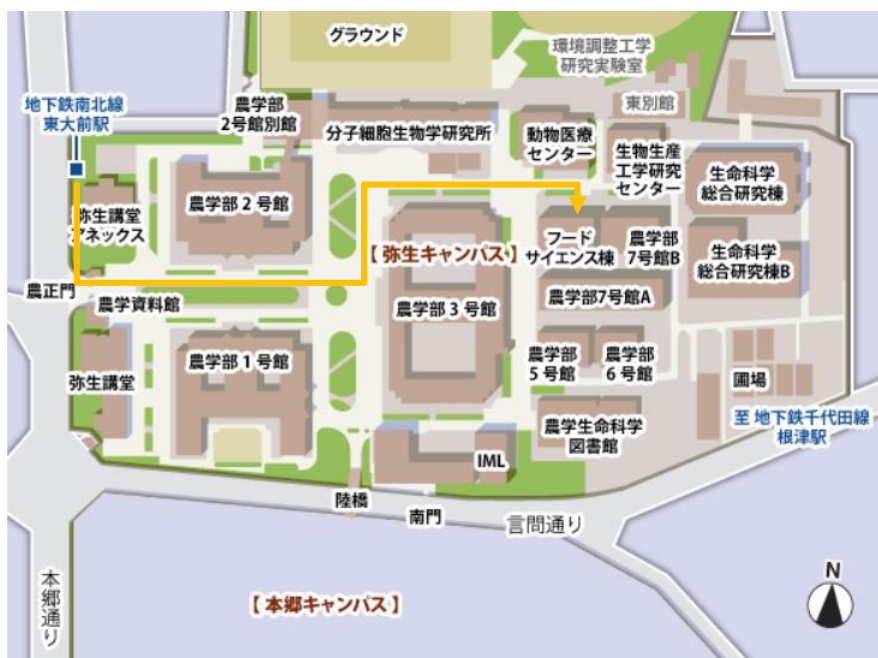 グラウンド
環境調整工学
研究実験室
地下鉄南北線
東大前駅
農学部
2号館別館
分子細胞生物学研究所
動物医療
センター
東別館
生物生産
工学研究
センター
生命科学
総合研究棟
弥生講堂
アネックス
農学部 2 号館
【 弥生キャンパス 】
フード
サイエンス棟
農学部
7号館B
生命科学
総合研究棟B
農正門
農学資料館
農学部 3 号館
農学部7号館A
弥生講堂
農学部 1 号館
農学部
5 号館
農学部
6 号館
圃場
農学生命科学
図書館
至 地下鉄千代田線
根津駅
IML
陸橋
南門
言問通り
本郷通り
【 本郷キャンパス 】
N